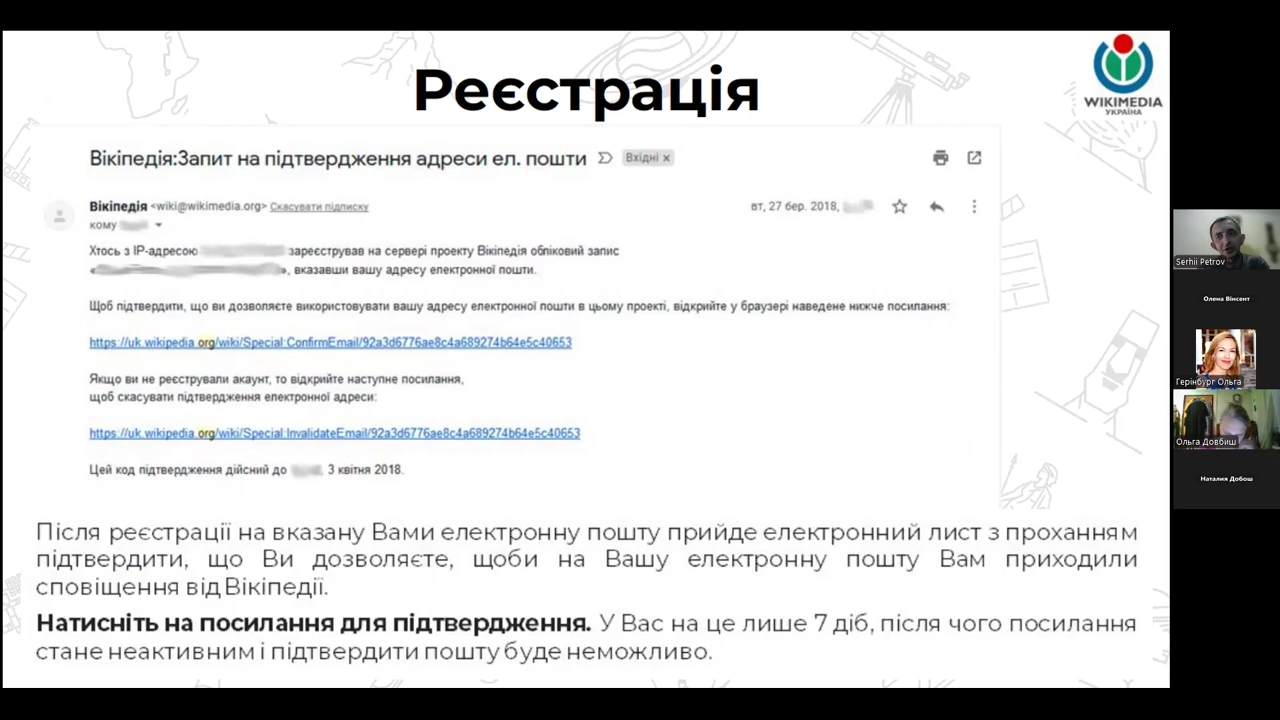 Реєстрація
WIKIMEDIA
УКРАЇНА
Вікіпедія:Запит на підтвердження адреси ел. пошти
Вхідні ×
Вікіпедія <wiki@wikimedia.org> Скасувати підписку
вт, 27 бер. 2018,
кому
Хтось з IP-адресою зареєстрував на сервері проекту Вікіпедія обліковий запис
« », вказавши вашу адресу електронної пошти.
Щоб підтвердити, що ви дозволяєте використовувати вашу адресу електронної пошти в цьому проекті, відкрийте у браузері наведене нижче посилання:
https://uk.wikipedia.org/wiki/Special:ConfirmEmail/92a3d6776ae8c4a689274b64e5c40653
Якщо ви не реєстрували акаунт, то відкрийте наступне посилання,
щоб скасувати підтвердження електронної адреси:
https://uk.wikipedia.org/wiki/Special:InvalidateEmail/92a3d6776ae8c4a689274b64e5c40653
Цей код підтвердження дійсний до 3 квітня 2018.
Після реєстрації на вказану Вами електронну пошту прийде електронний лист з проханням
підтвердити, що Ви дозволяєте, щоби на Вашу електронну пошту Вам приходили
сповіщення від Вікіпедії.
Натисніть на посилання для підтвердження. У Вас на це лише 7 діб, після чого посилання
стане неактивним і підтвердити пошту буде неможливо.
Serhii Petrov
Олена Вінсент
Герінбург Ольга
Ольга Довбиш
Наталия Добош